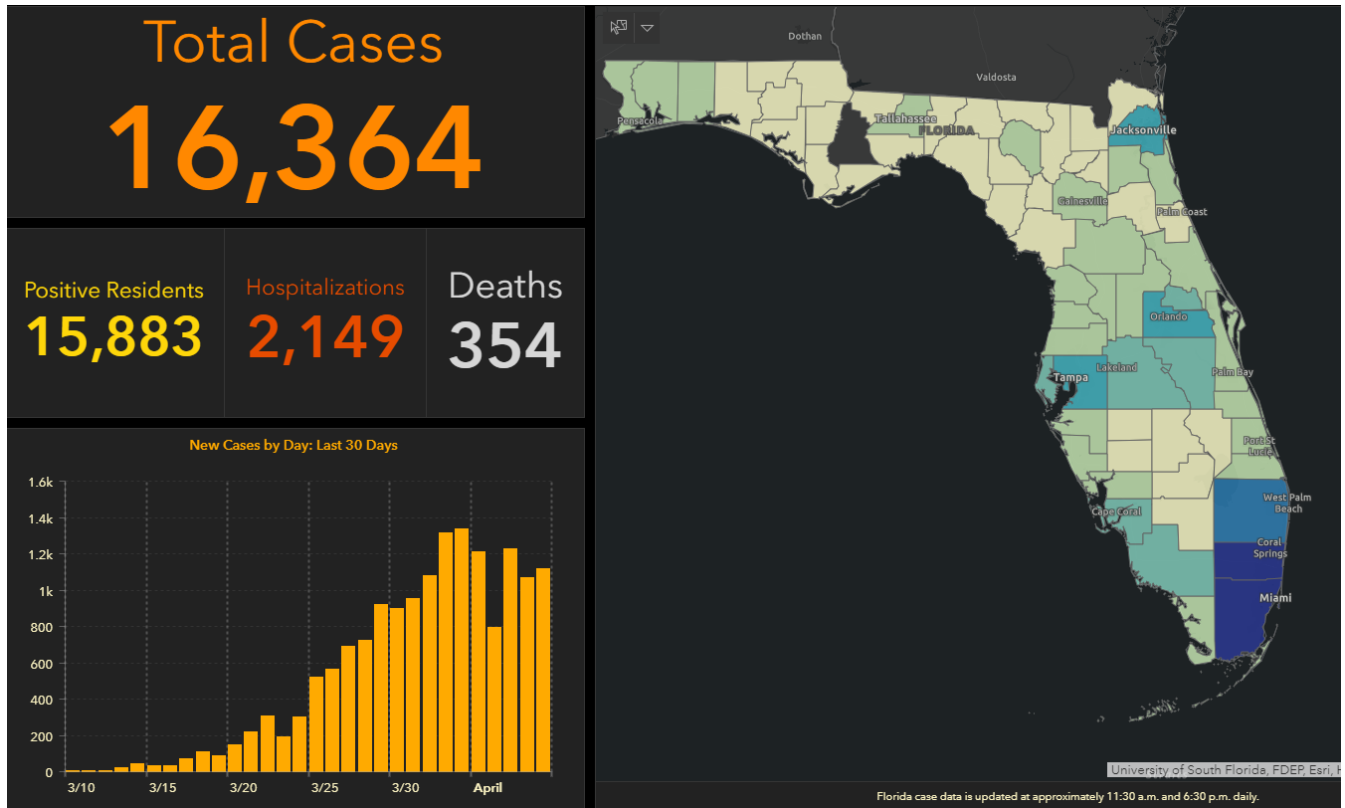 Total Cases
16,364
Positive Residents
15,883
Hospitalizations
2,149
Deaths
354
New Cases by Day: Last 30 Days
1.6k
1.4k
1.2k
1k
800
600
400
200
0
3/10
3/15
3/20
3/25
3/30
April
Dothan
Valdosta
Pensacola
Tallahassee
FLORIDA
Jacksonville
Gainesville
Palm Coast
Orlando
Tampa
Lakeland
Palm Bay
Port St
Lucie
Cape Coral
West Palm
Beach
Coral
Springs
Miami
University of South Florida, FDEP, Esri, H
Florida case data is updated at approximately 11:30 a.m. and 6:30 p.m. daily.